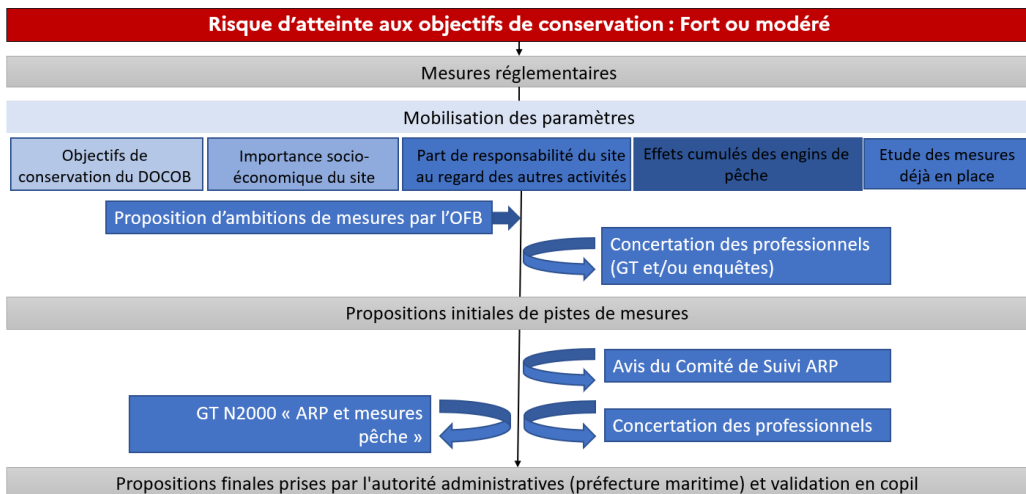 Risque d'atteinte aux objectifs de conservation : Fort ou modéré
Mesures réglementaires
Mobilisation des paramètres
Objectifs de
conservation du DOCOB
Importance socio-
économique du site
Part de responsabilité du site
au regard des autres activités
Effets cumulés des engins de
pêche
Etude des mesures
déjà en place
Proposition d'ambitions de mesures par l'OFB
Concertation des professionnels
(GT et/ou enquêtes)
Propositions initiales de pistes de mesures
Avis du Comité de Suivi ARP
GT N2000 « ARP et mesures
pêche »
Concertation des professionnels
Propositions finales prises par l'autorité administratives (préfecture maritime) et validation en copil